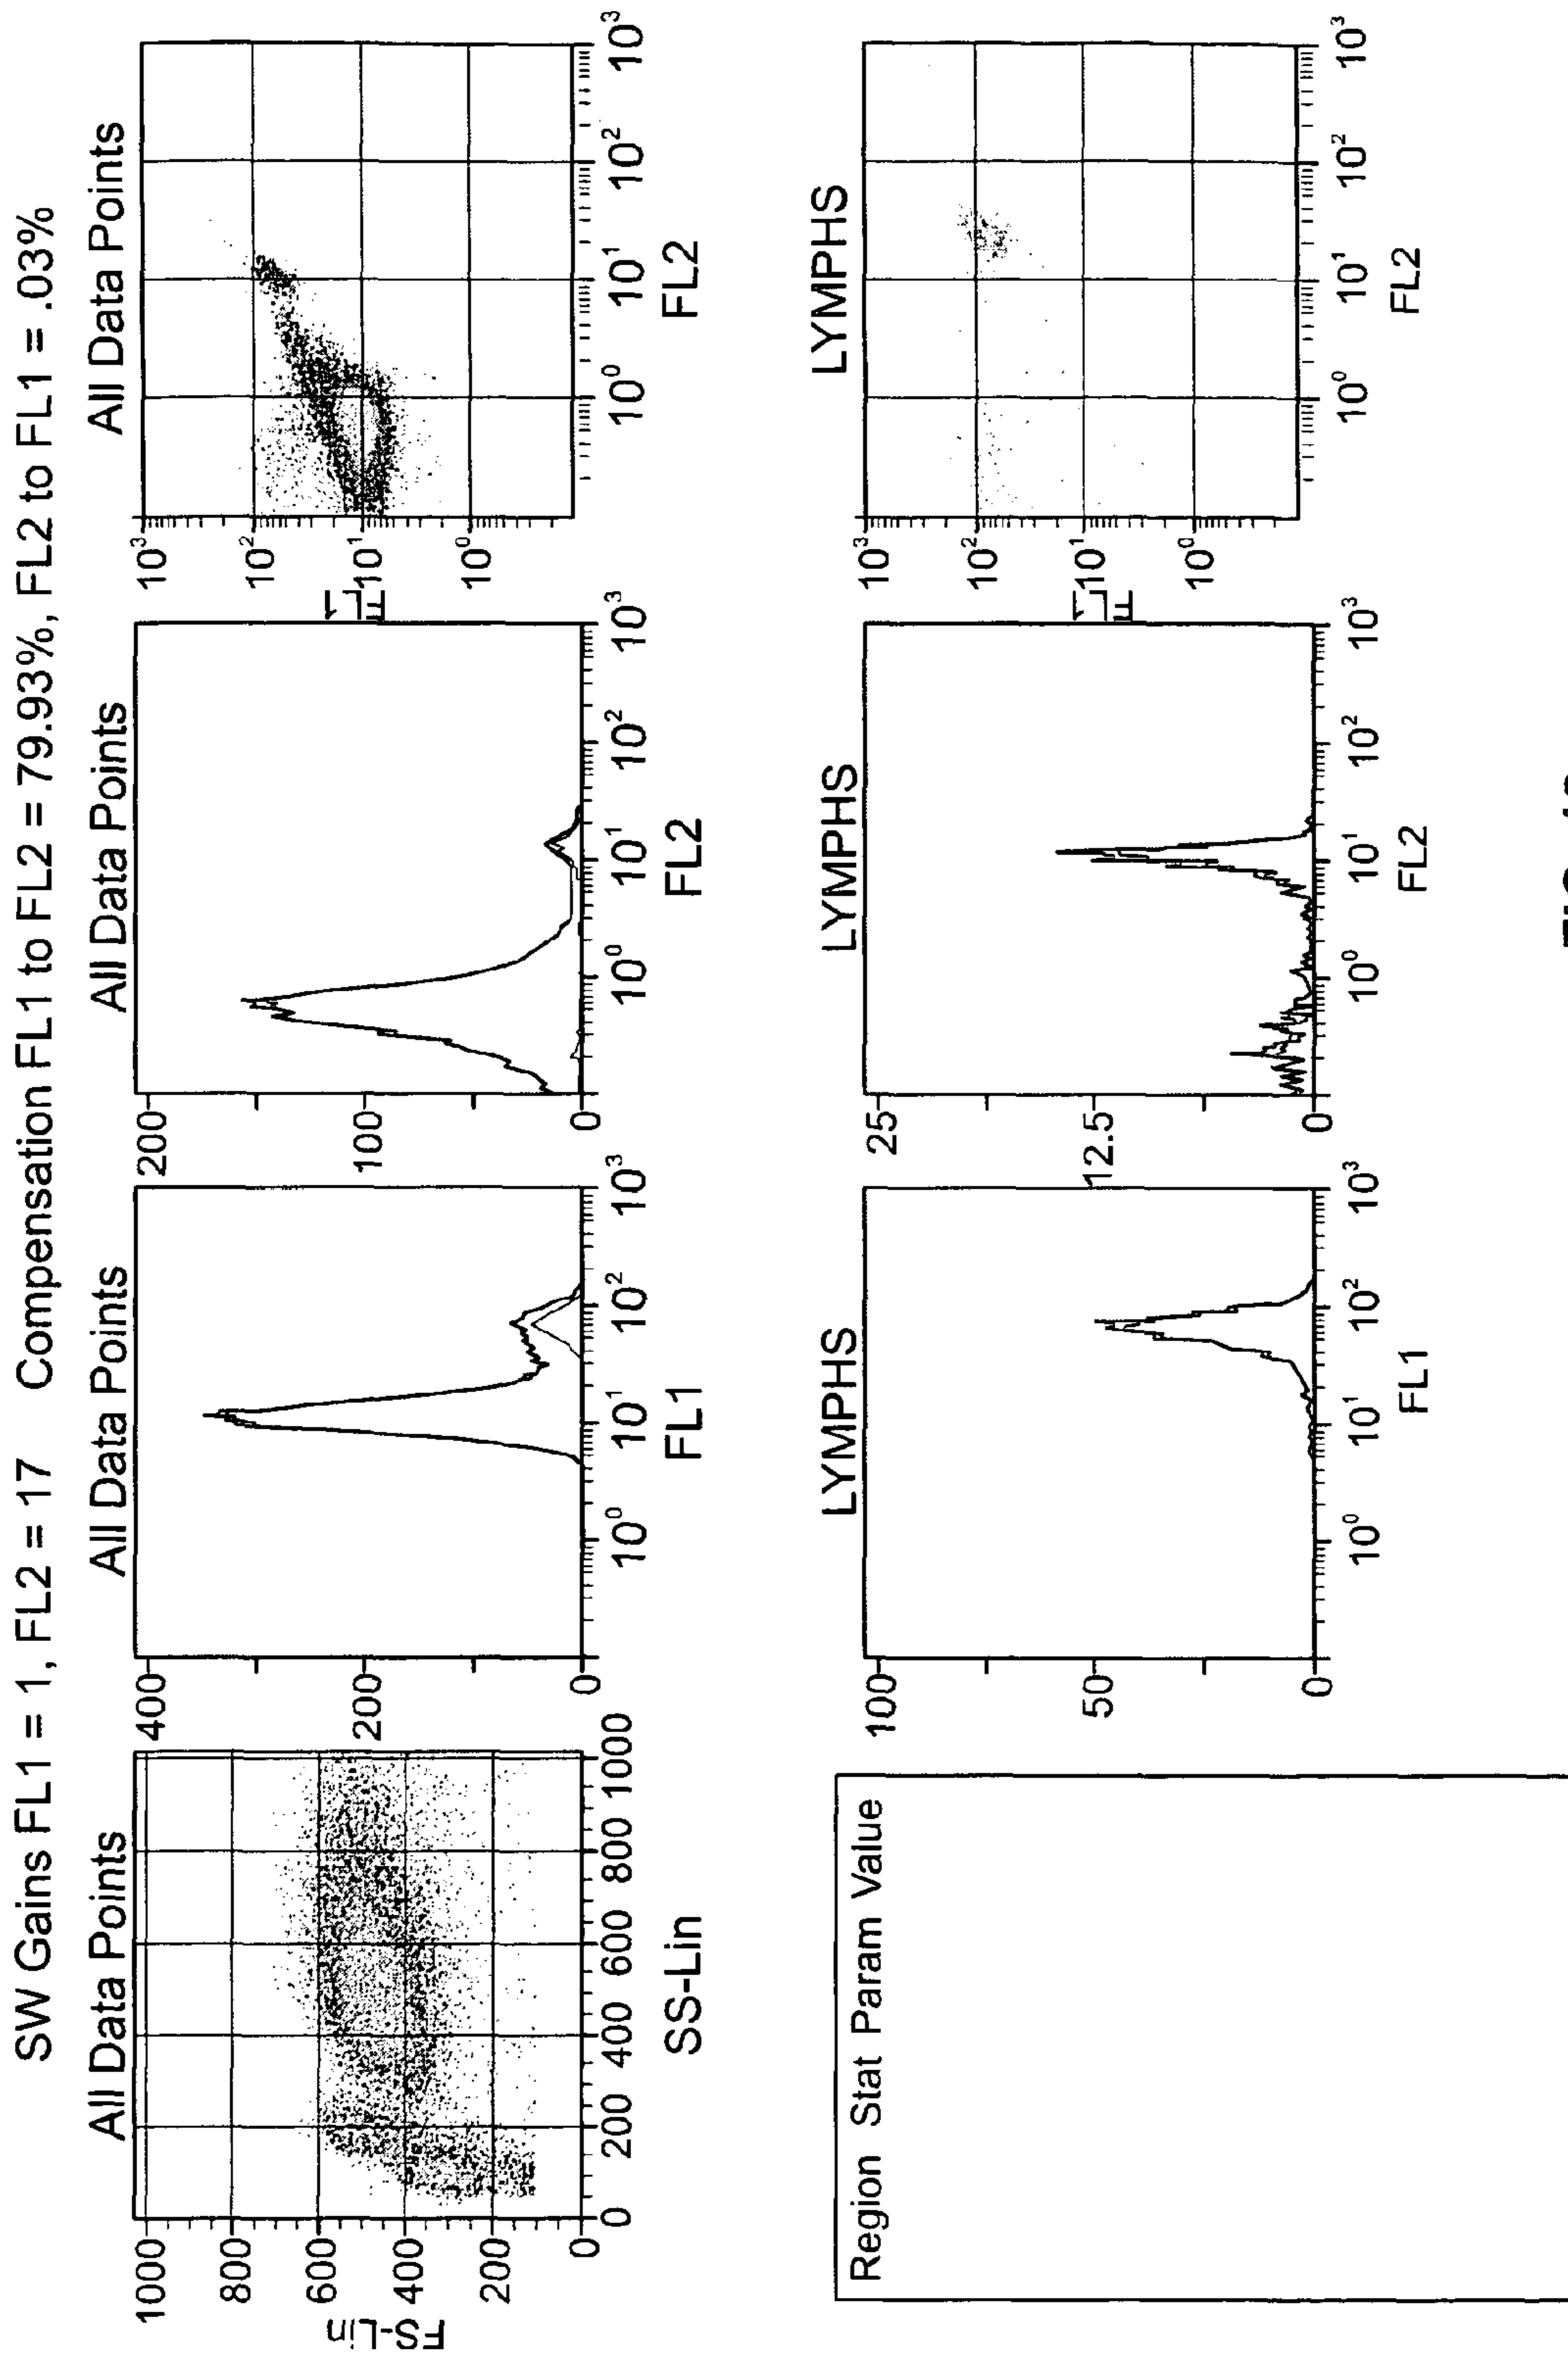 SW Gains FL1 = 1, FL2 = 17 Compensation FL1 to FL2 = 79.93%, FL2 to FL1 = .03%
All Data Points
1000
800
600
400
200
0
FS-Lin
0 200 400 600 800 1000
SS-Lin
All Data Points
400
200
0
10⁰ 10¹ 10² 10³
FL1
All Data Points
200
100
0
10⁰ 10¹ 10² 10³
FL2
All Data Points
10³
10²
10¹
10⁰
FL1
10⁰ 10¹ 10² 10³
FL2
Region Stat Param Value
LYMPHS
100
50
0
10⁰ 10¹ 10² 10³
FL1
LYMPHS
25
12.5
0
10⁰ 10¹ 10² 10³
FL2
LYMPHS
10³
10²
10¹
10⁰
FL1
10⁰ 10¹ 10² 10³
FL2